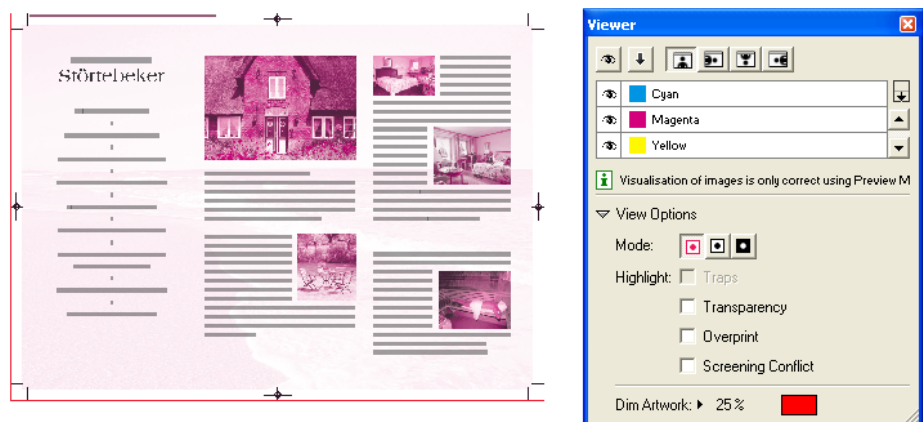 Störtebeker
Viewer
Cyan
Magenta
Yellow
Visualisation of images is only correct using Preview M
View Options
Mode:
Highlight: Traps
Transparency
Overprint
Screening Conflict
Dim Artwork: 25 %